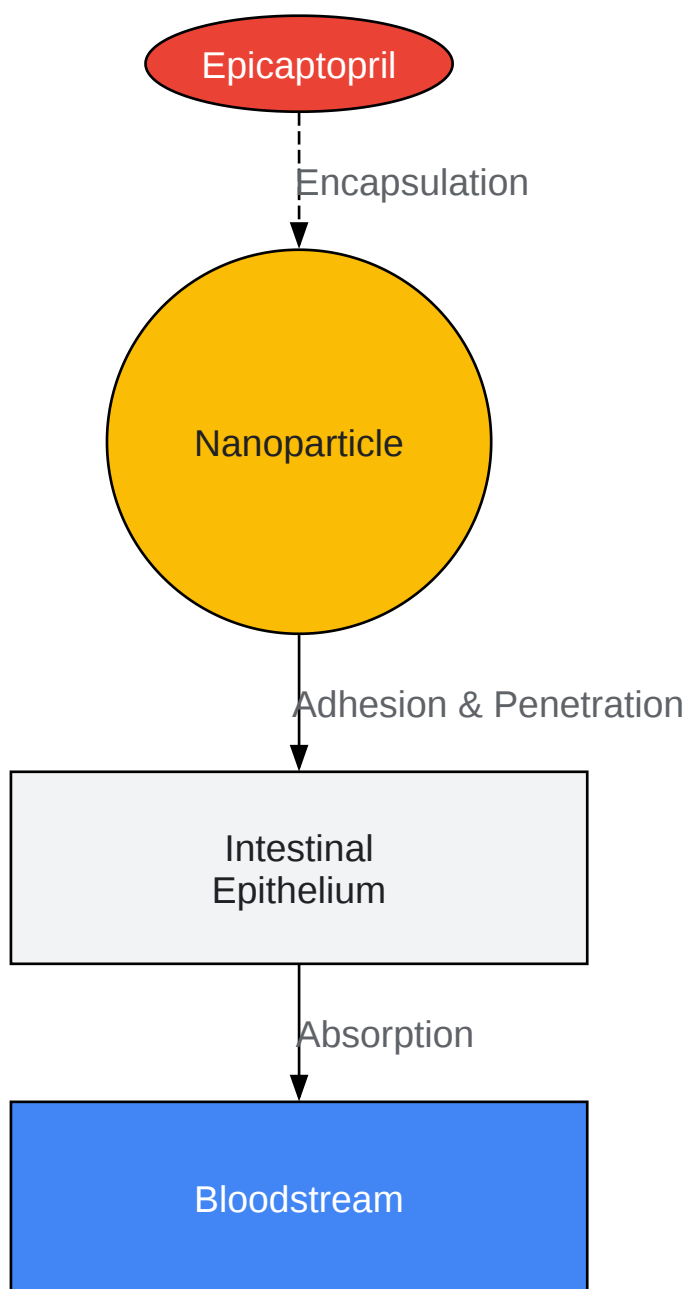 Epicaptopril
Encapsulation
Nanoparticle
Adhesion & Penetration
Intestinal
Epithelium
Absorption
Bloodstream